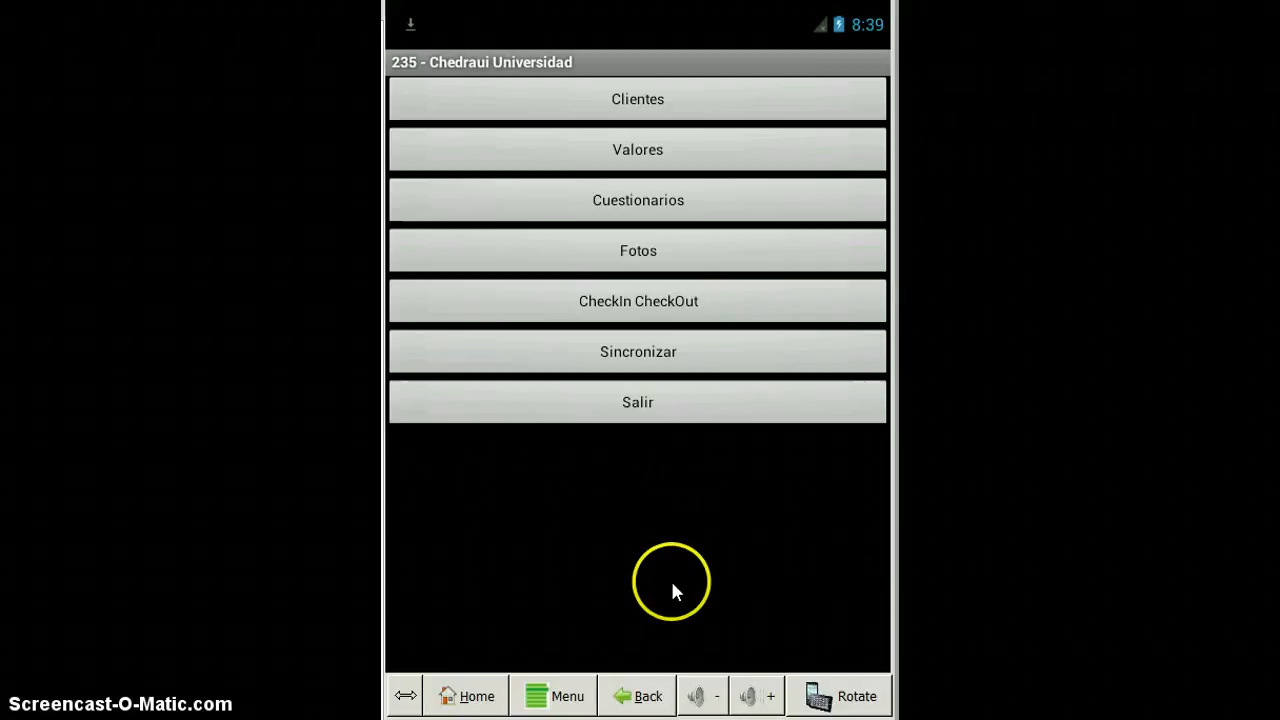 8:39
235 - Chedraui Universidad
Clientes
Valores
Cuestionarios
Fotos
CheckIn CheckOut
Sincronizar
Salir
Home Menu Back - + Rotate
Screencast-O-Matic.com